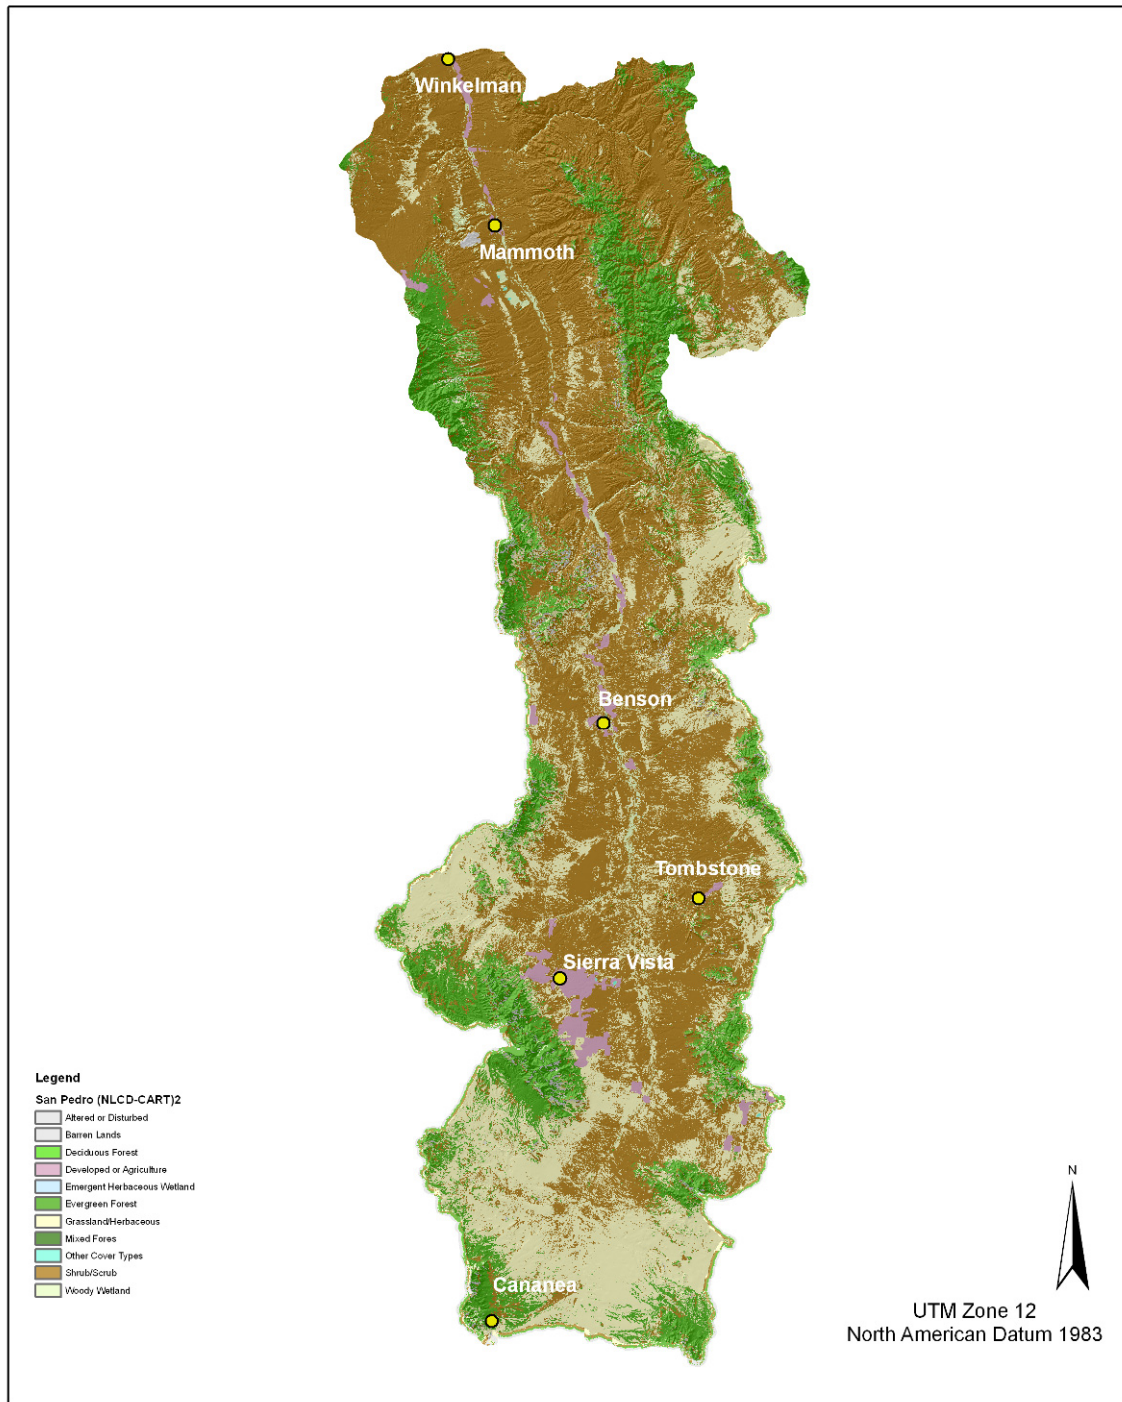 Winkelman
Mammoth
Benson
Tombstone
Sierra Vista
Cananea
Legend
San Pedro (NLCD-CART)2
Altered or Disturbed
Barren Lands
Deciduous Forest
Developed or Agriculture
Emergent Herbaceous Wetland
Evergreen Forest
Grassland/Herbaceous
Mixed Fores
Other Cover Types
Shrub/Scrub
Woody Wetland
N
UTM Zone 12
North American Datum 1983